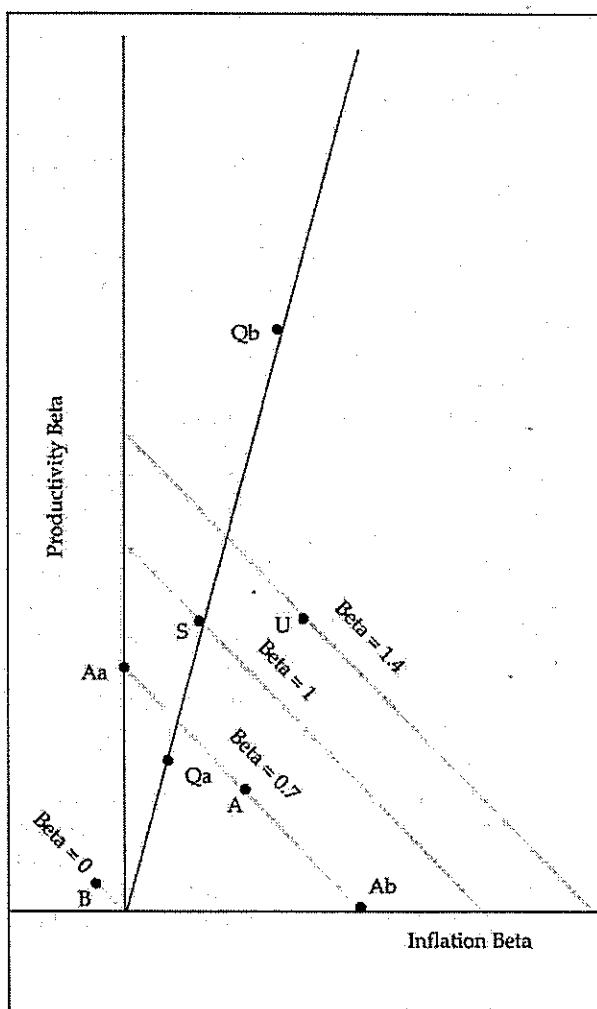 Qb
Productivity Beta
S
U
Beta = 1.4
Beta = 1
Aa
Qa
Beta = 0.7
A
Beta = 0
B
Ab
Inflation Beta